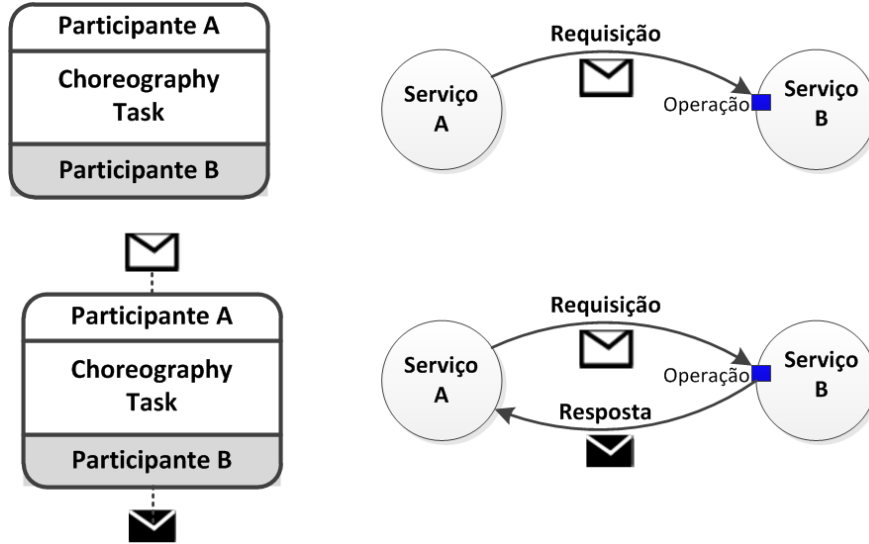 Participante A
Choreography
Task
Participante B
Requisição
Serviço
A
Operação
Serviço
B
Participante A
Choreography
Task
Participante B
Requisição
Serviço
A
Operação
Serviço
B
Resposta